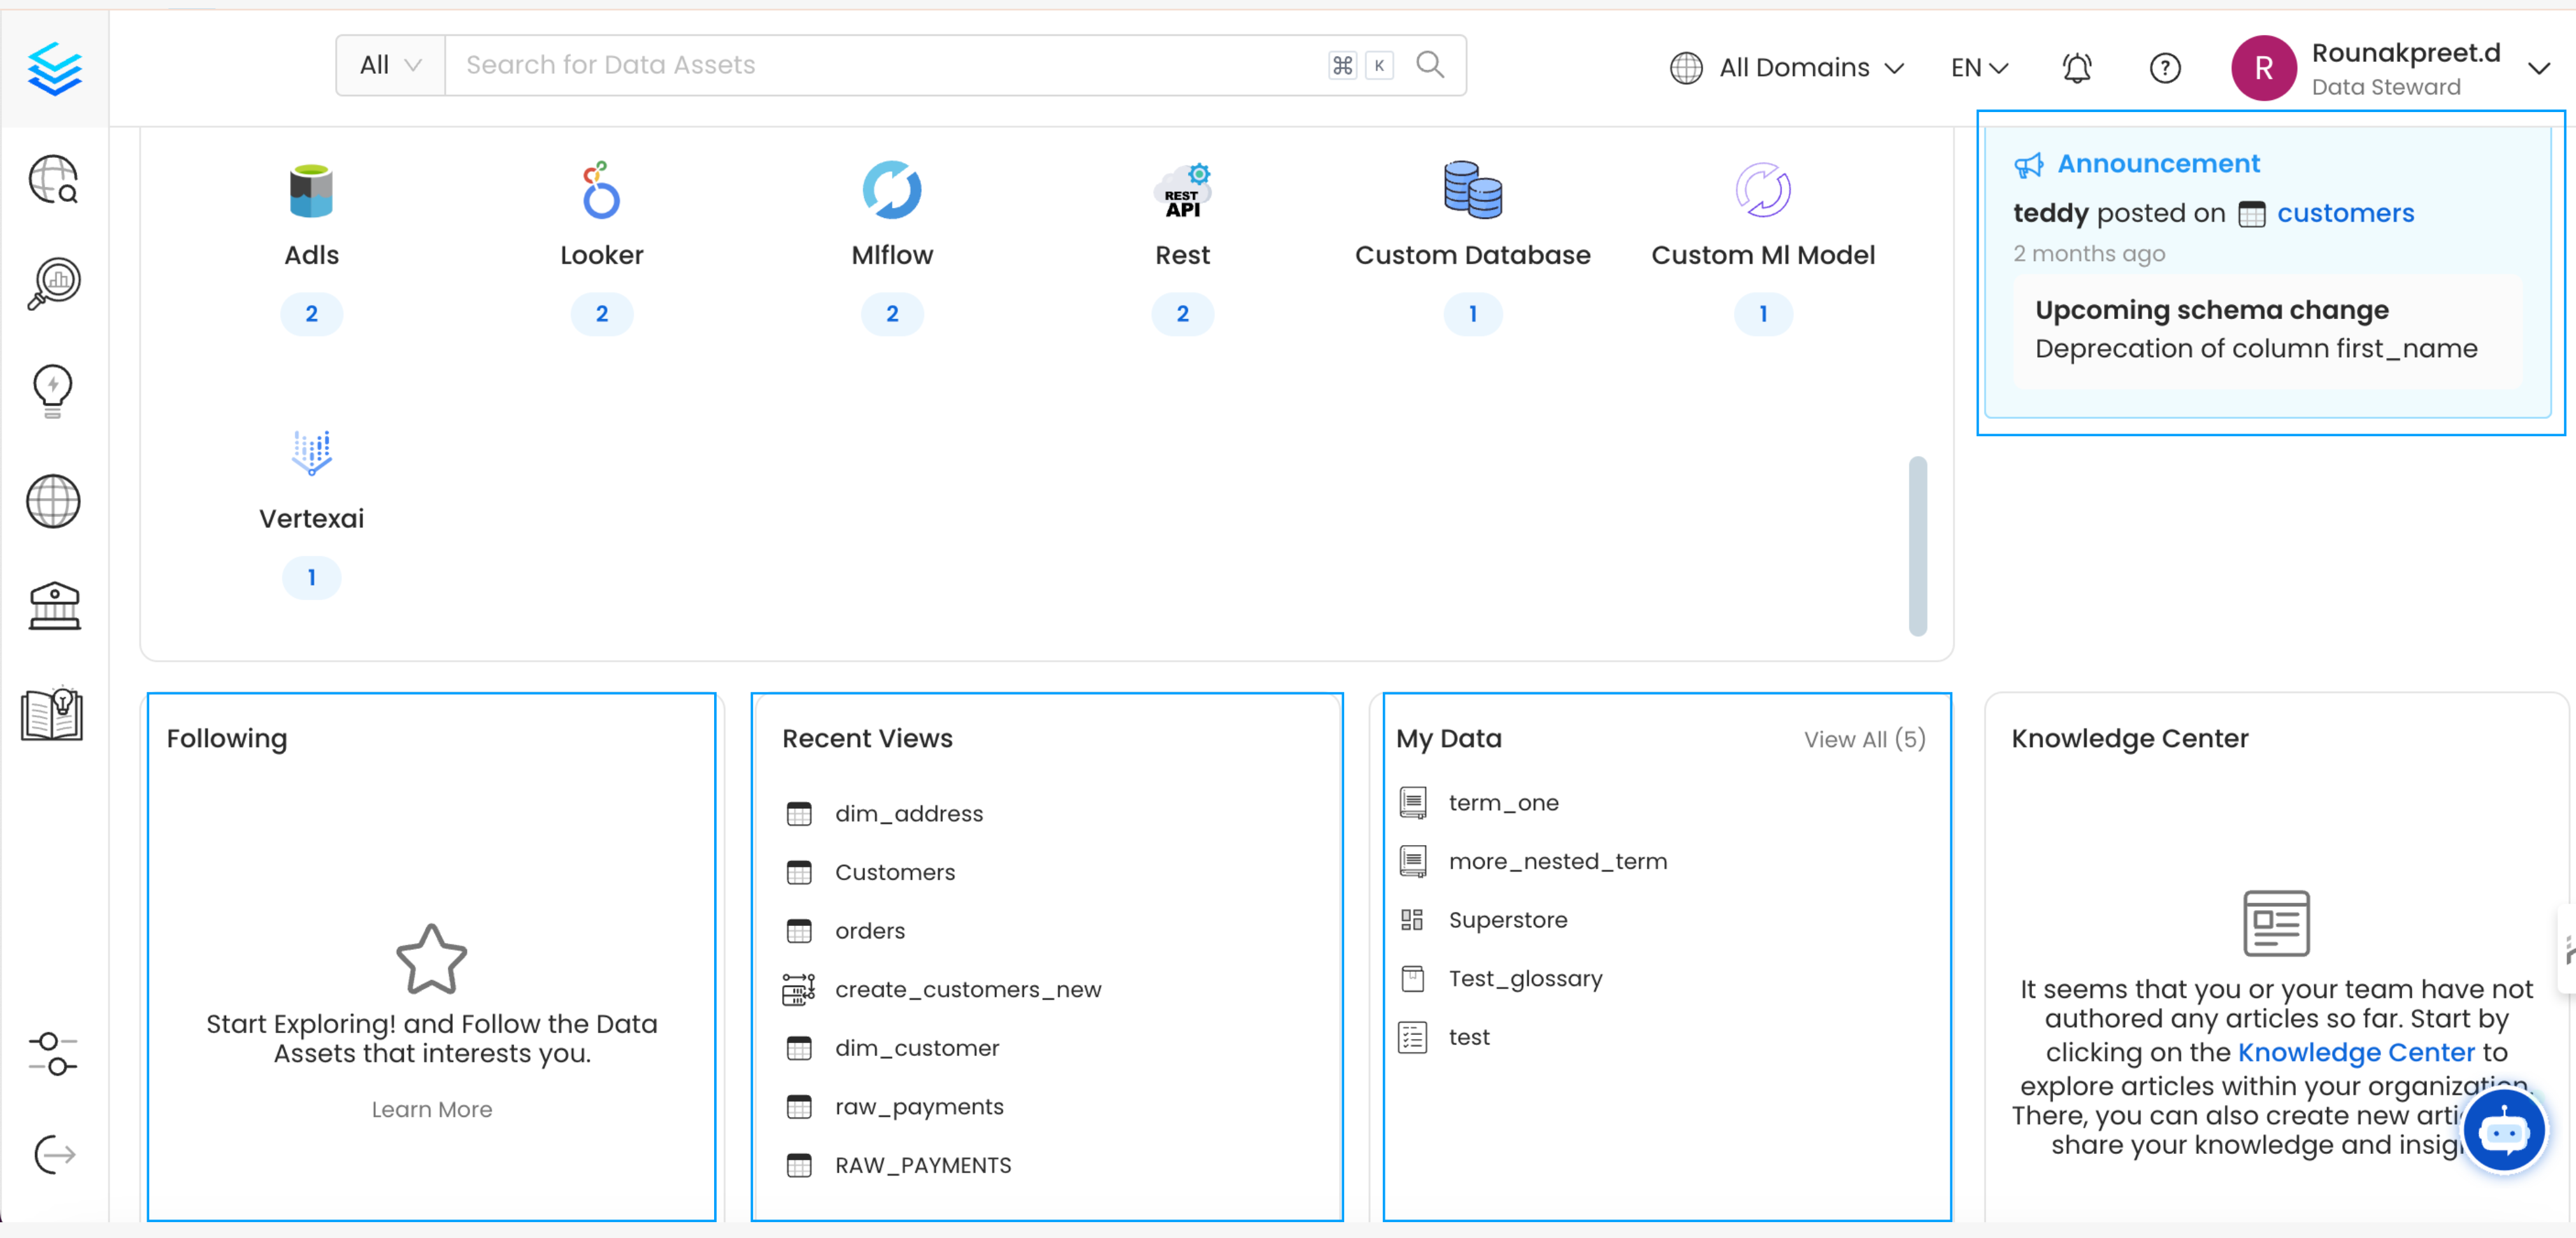 All
Search for Data Assets
⌘ K
All Domains
EN
R
Rounakpreet.d
Data Steward
Adls
2
Looker
2
Mlflow
2
REST
API
Rest
2
Custom Database
1
Custom Ml Model
1
Vertexai
1
Announcement
teddy posted on customers
2 months ago
Upcoming schema change
Deprecation of column first_name
Following
Start Exploring! and Follow the Data
Assets that interests you.
Learn More
Recent Views
dim_address
Customers
orders
create_customers_new
dim_customer
raw_payments
RAW_PAYMENTS
My Data
View All (5)
term_one
more_nested_term
Superstore
Test_glossary
test
Knowledge Center
It seems that you or your team have not
authored any articles so far. Start by
clicking on the Knowledge Center to
explore articles within your organization.
There, you can also create new
share your knowledge and